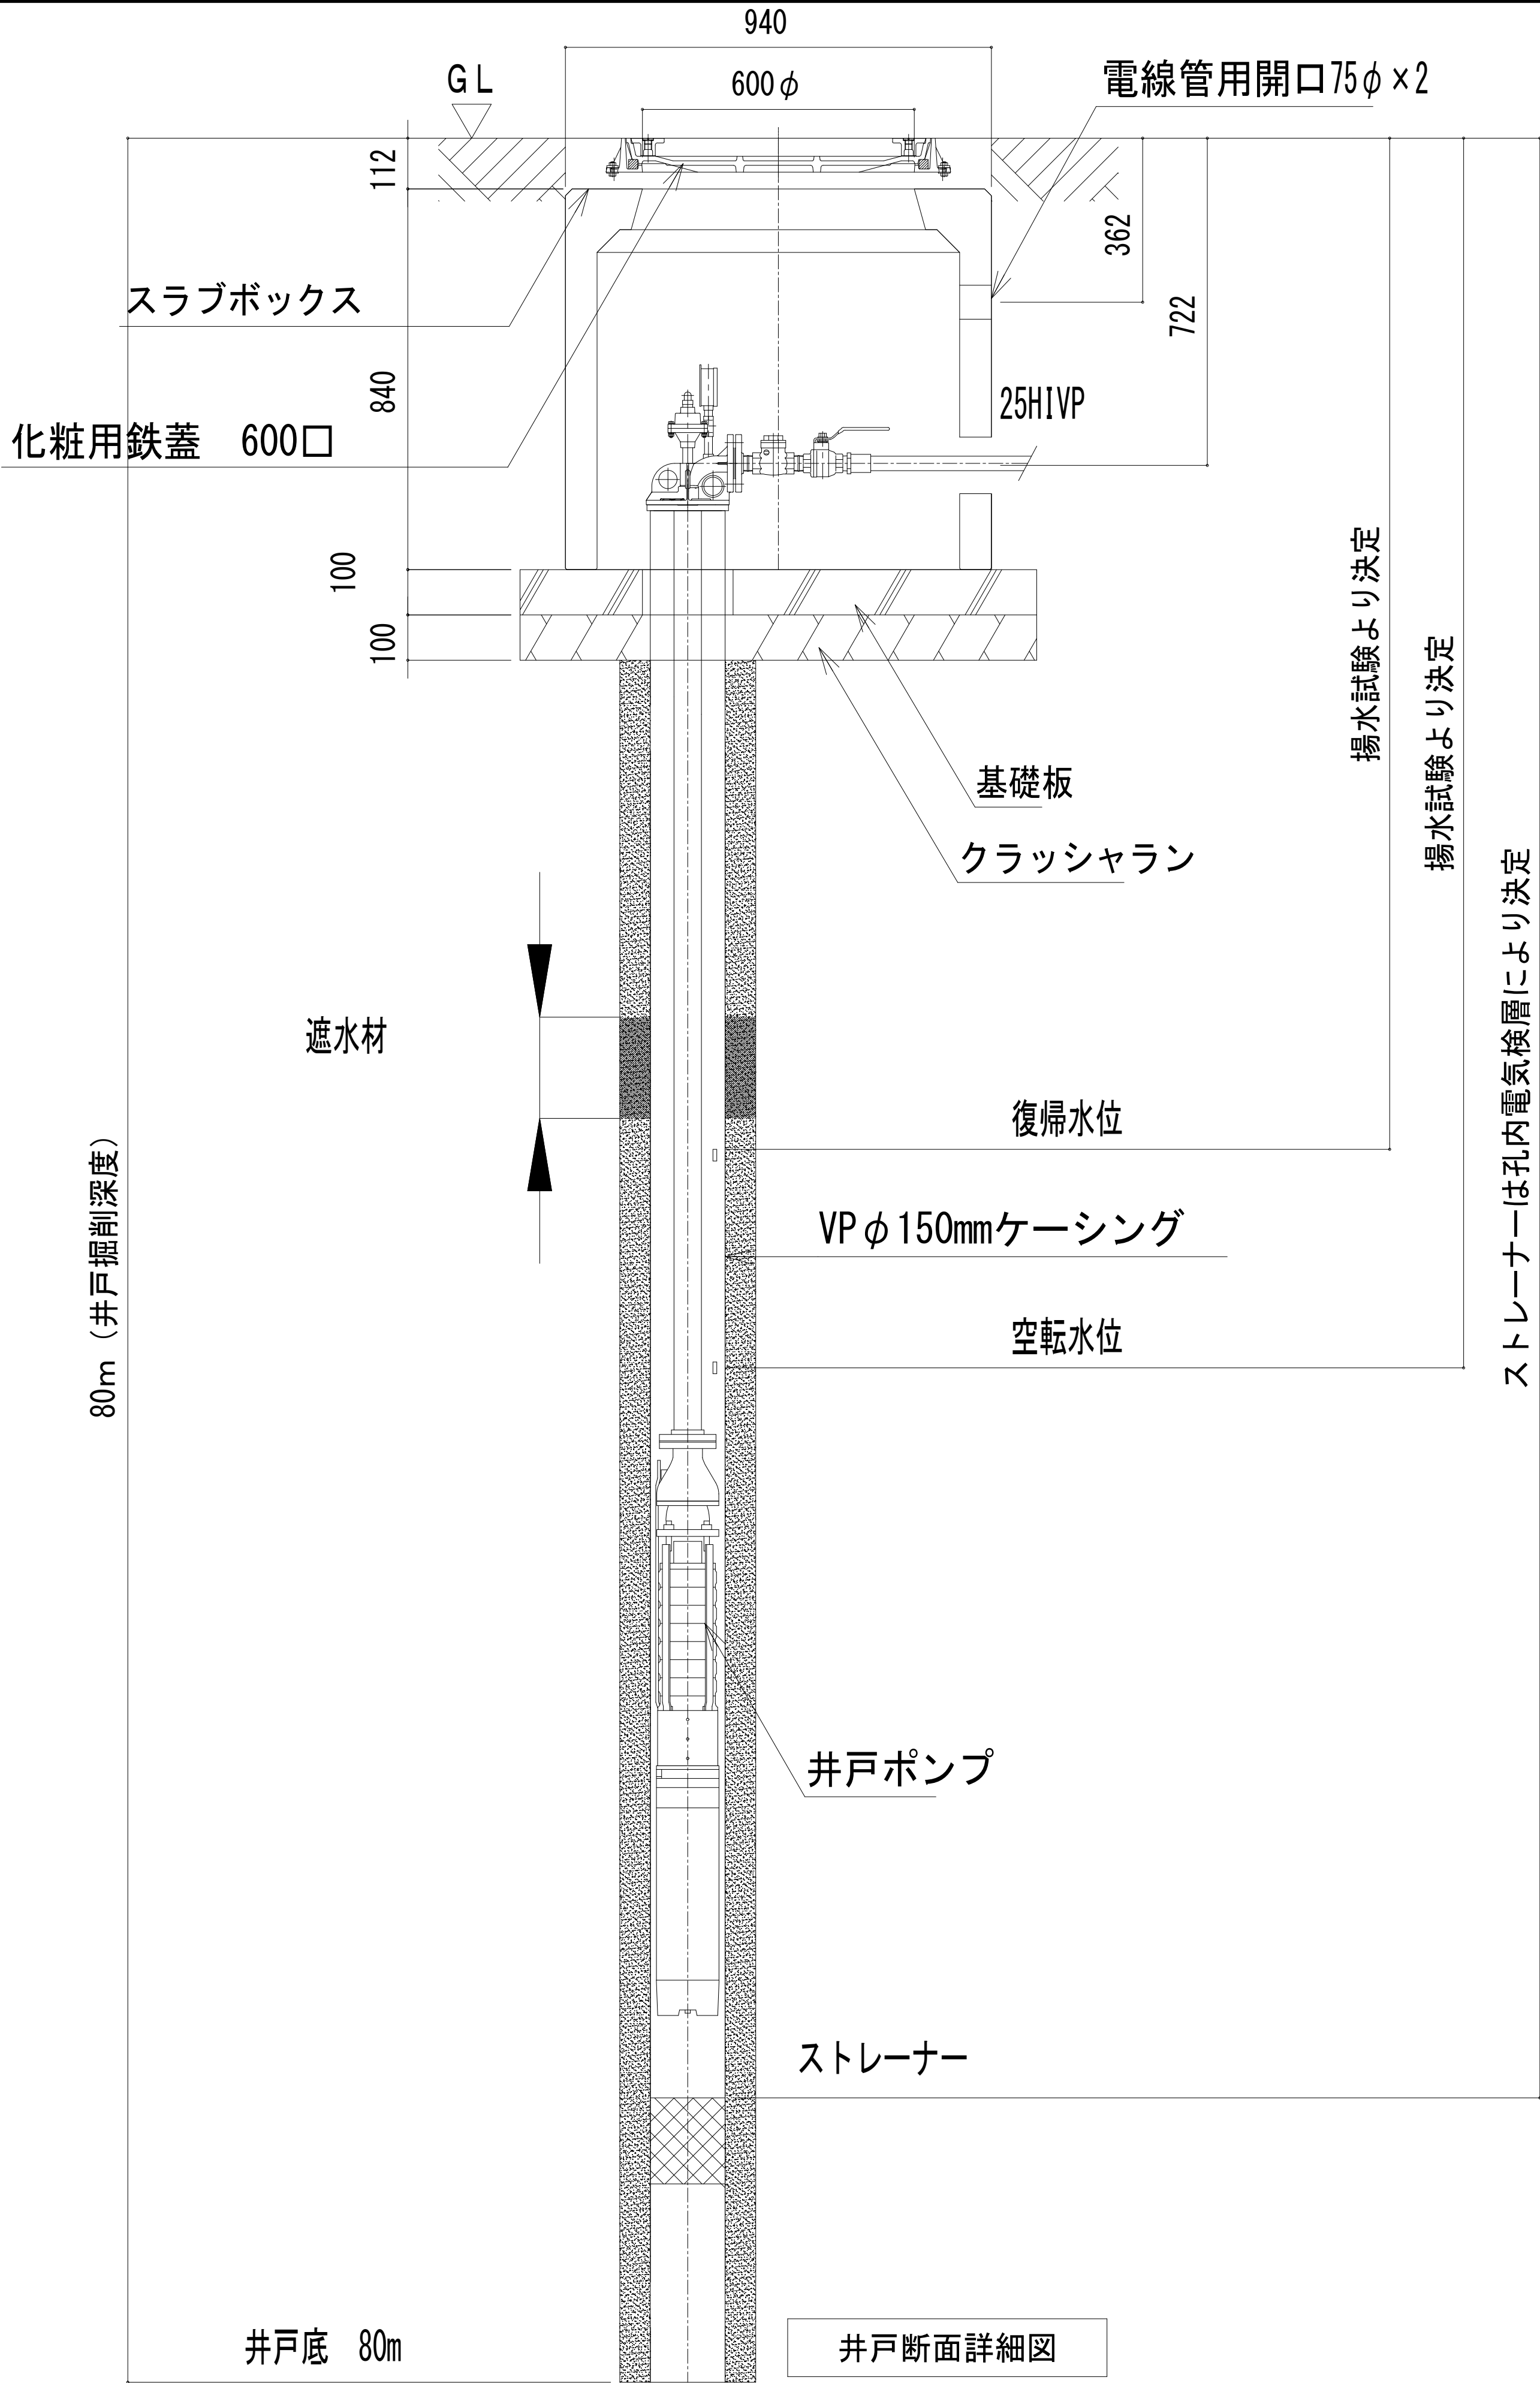 940
600φ
GL
電線管用開口75φ×2
112
362
スラブボックス
722
840
25HIVP
化粧用鉄蓋　600口
100
100
揚水試験より決定
揚水試験より決定
基礎板
クラッシャラン
ストレーナーは孔内電気検層により決定
遮水材
復帰水位
80m（井戸掘削深度）
VPφ150mmケーシング
空転水位
井戸ポンプ
ストレーナー
井戸底　80m
井戸断面詳細図